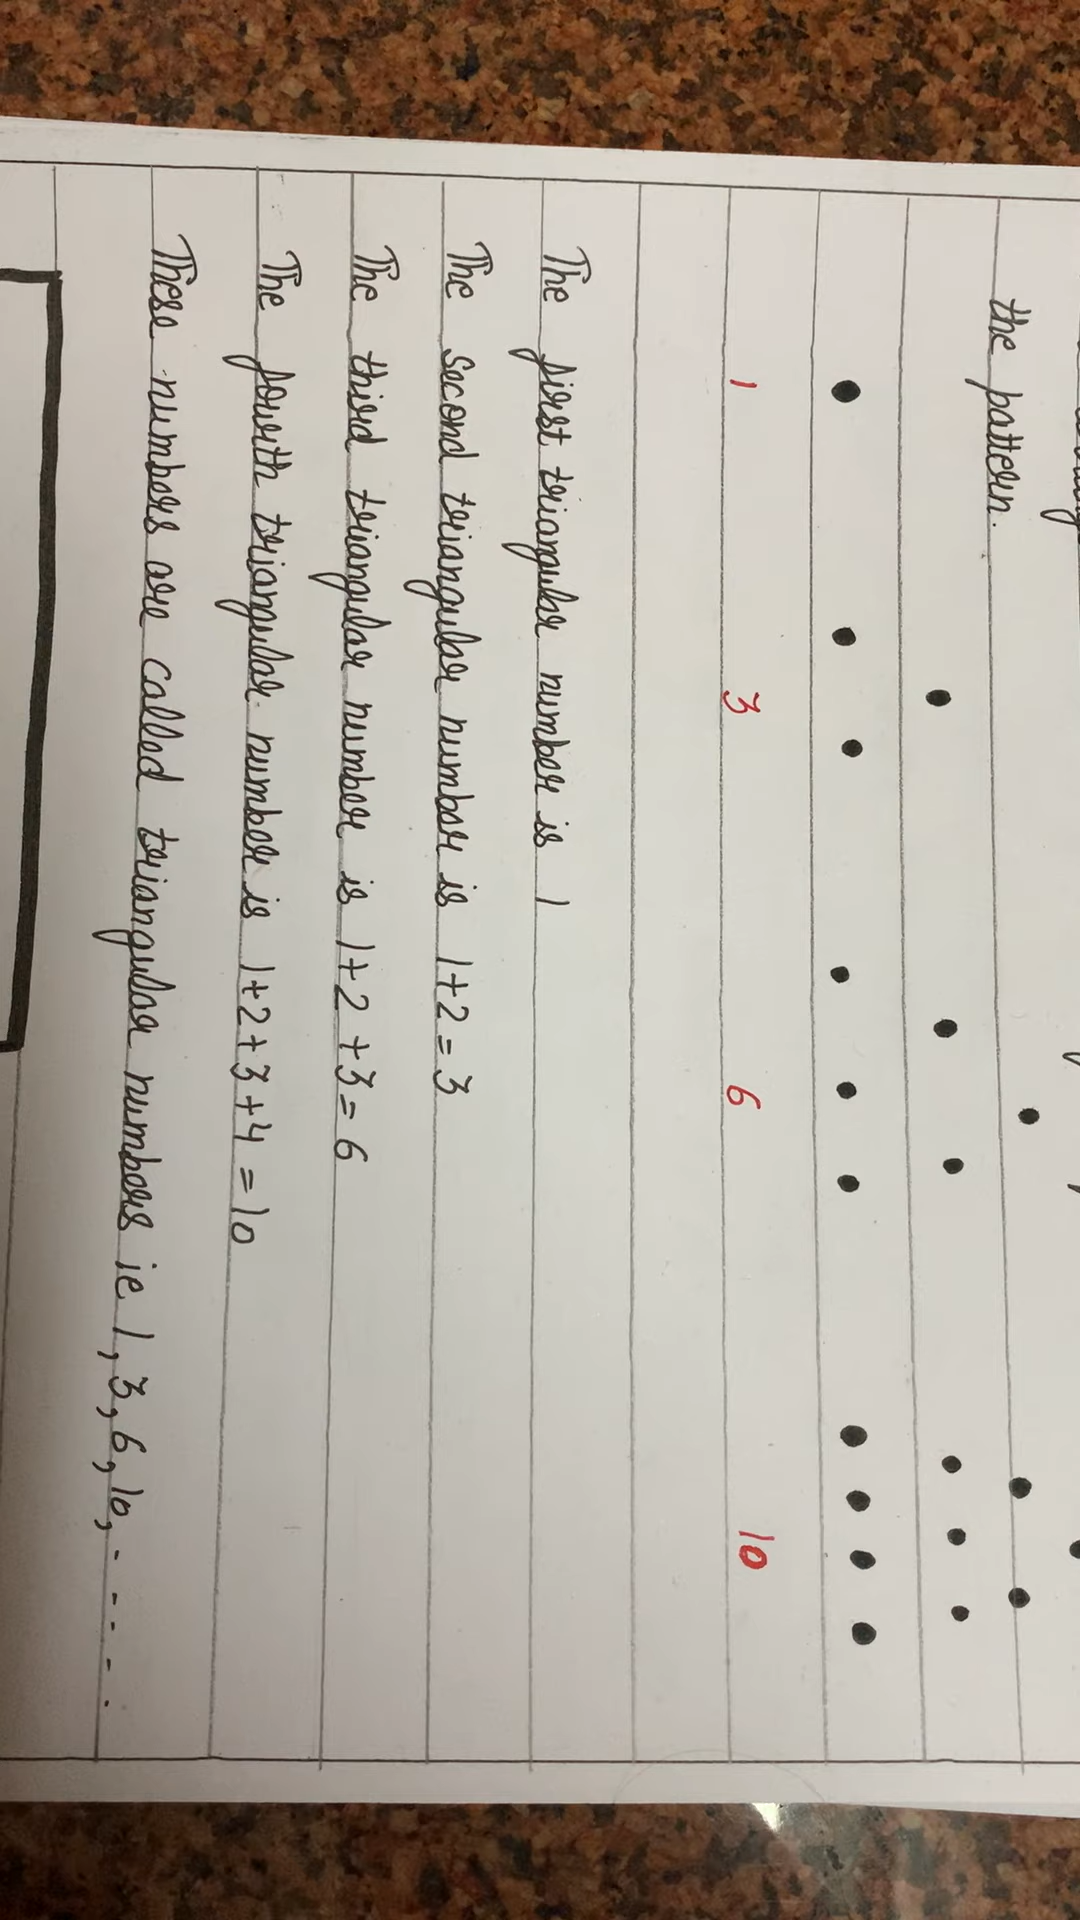 the pattern.
1 3 6 10
The first triangular number is 1
The second triangular number is 1+2=3
The third triangular number is 1+2+3=6
The fourth triangular number is 1+2+3+4=10
These numbers are called triangular numbers ie 1,3,6,10,-----.